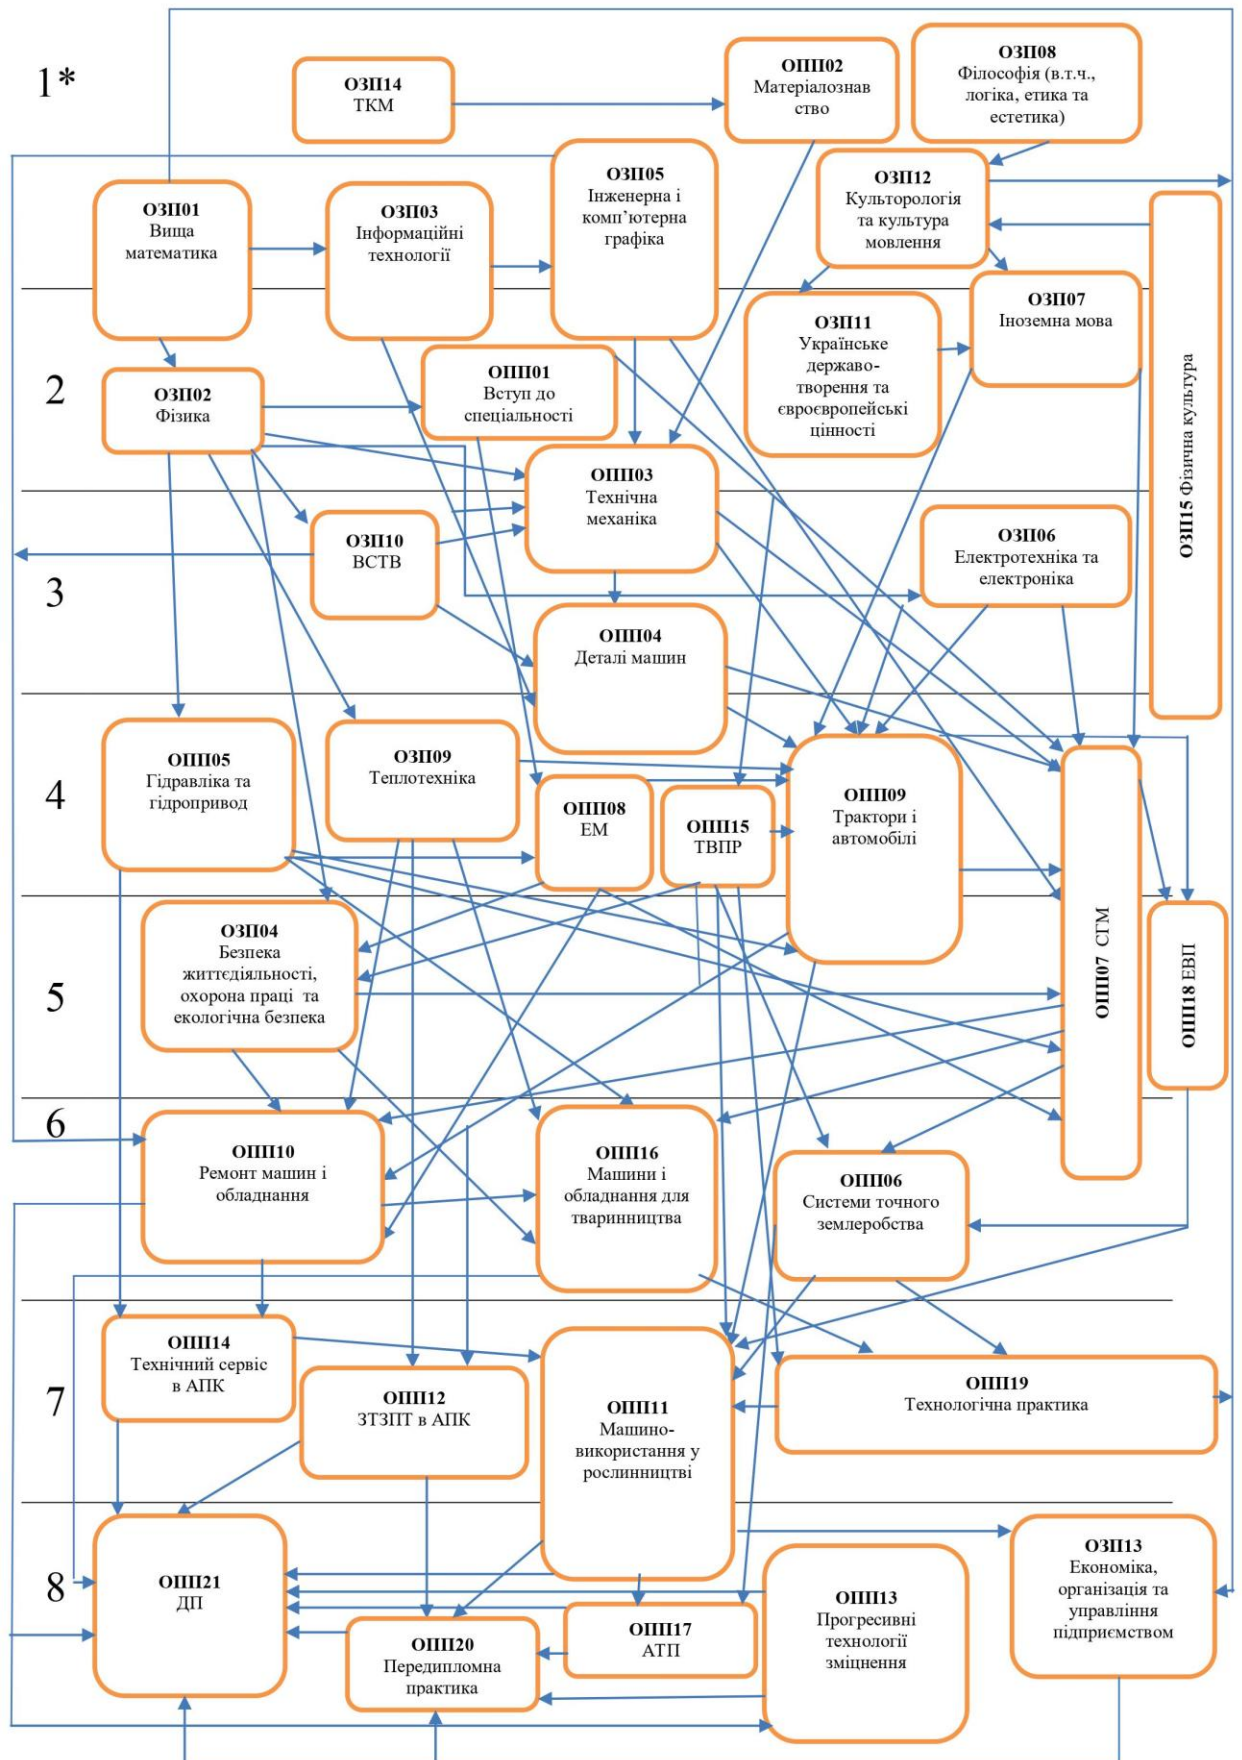 1*
ОЗП14
ТКМ
ОПП02
Матеріалознав
ство
ОЗП08
Філософія (в.т.ч.,
логіка, етика та
естетика)
ОЗП01
Вища
математика
ОЗП03
Інформаційні
технології
ОЗП05
Інженерна і
комп’ютерна
графіка
ОЗП12
Культорологія
та культура
мовлення
ОЗП15 Фізична культура
2
ОЗП02
Фізика
ОПП01
Вступ до
спеціальності
ОЗП11
Українське
державо-
творення та
євроєвропейські
цінності
ОЗП07
Іноземна мова
ОПП03
Технічна
механіка
3
ОЗП10
ВСТВ
ОЗП06
Електротехніка та
електроніка
ОПП04
Деталі машин
4
ОПП05
Гідравліка та
гідропривод
ОЗП09
Теплотехніка
ОПП08
ЕМ
ОПП15
ТВПР
ОПП09
Трактори і
автомобілі
ОПП07 СГМ
ОПП18 ЕВП
5
ОЗП04
Безпека
життєдіяльності,
охорона праці та
екологічна безпека
6
ОПП10
Ремонт машин і
обладнання
ОПП16
Машини і
обладнання для
тваринництва
ОПП06
Системи точного
землеробства
7
ОПП14
Технічний сервіс
в АПК
ОПП12
ЗТЗПТ в АПК
ОПП11
Машино-
використання у
рослинництві
ОПП19
Технологічна практика
8
ОПП21
ДП
ОПП20
Передипломна
практика
ОПП17
АТП
ОПП13
Прогресивні
технології
зміцнення
ОЗП13
Економіка,
організація та
управління
підприємством